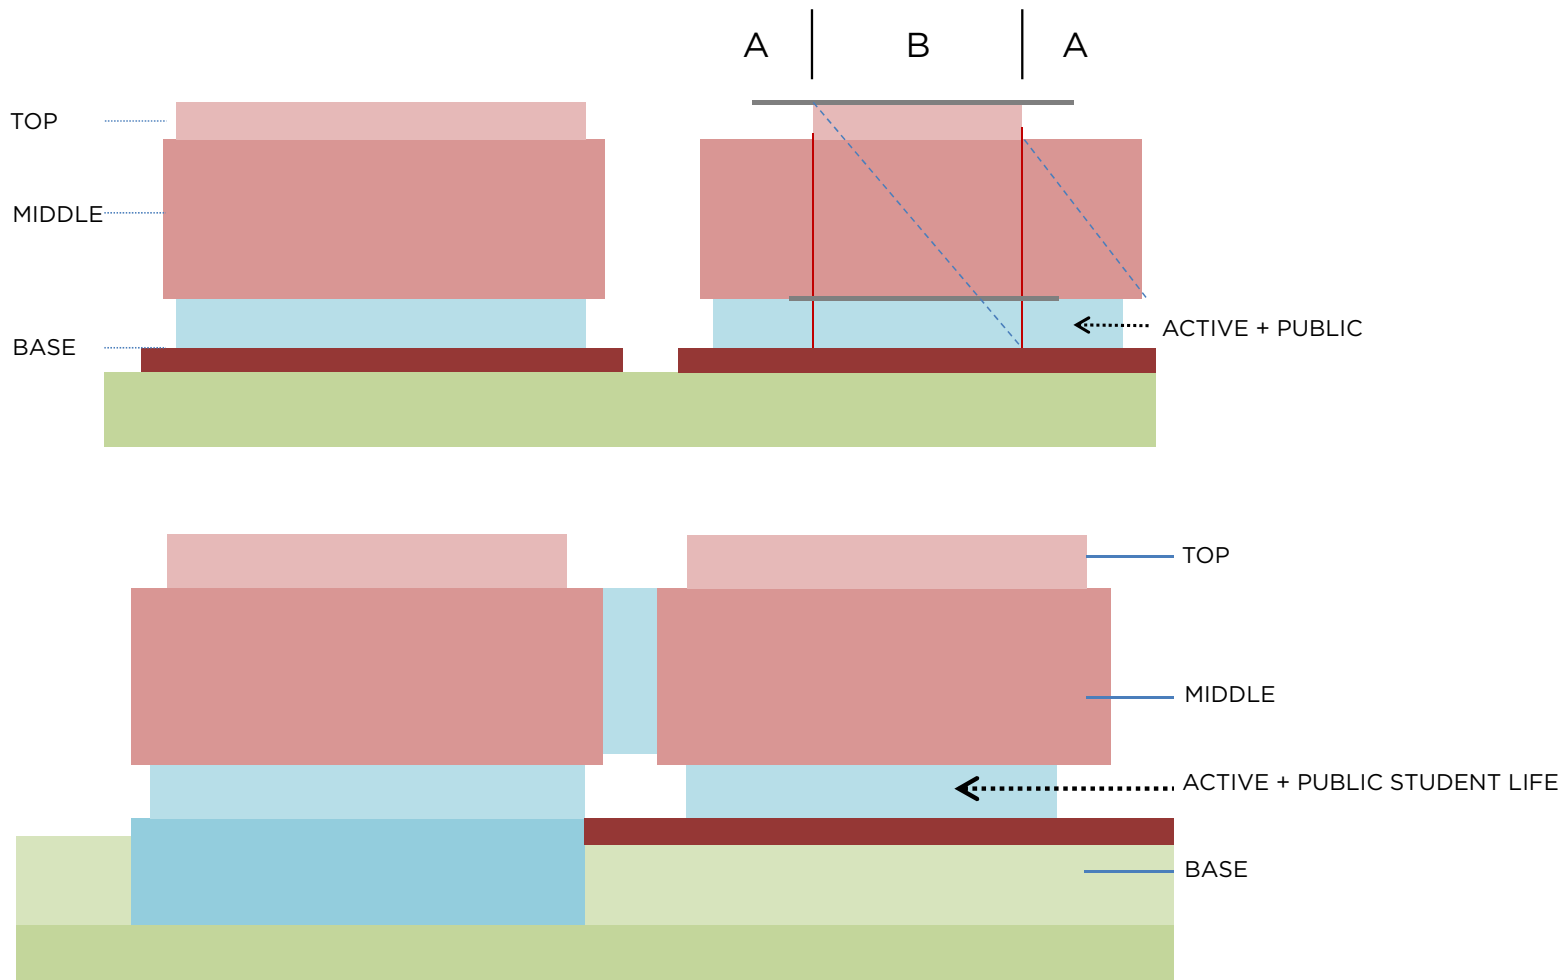 A B A
TOP
MIDDLE
ACTIVE + PUBLIC
BASE
TOP
MIDDLE
ACTIVE + PUBLIC STUDENT LIFE
BASE